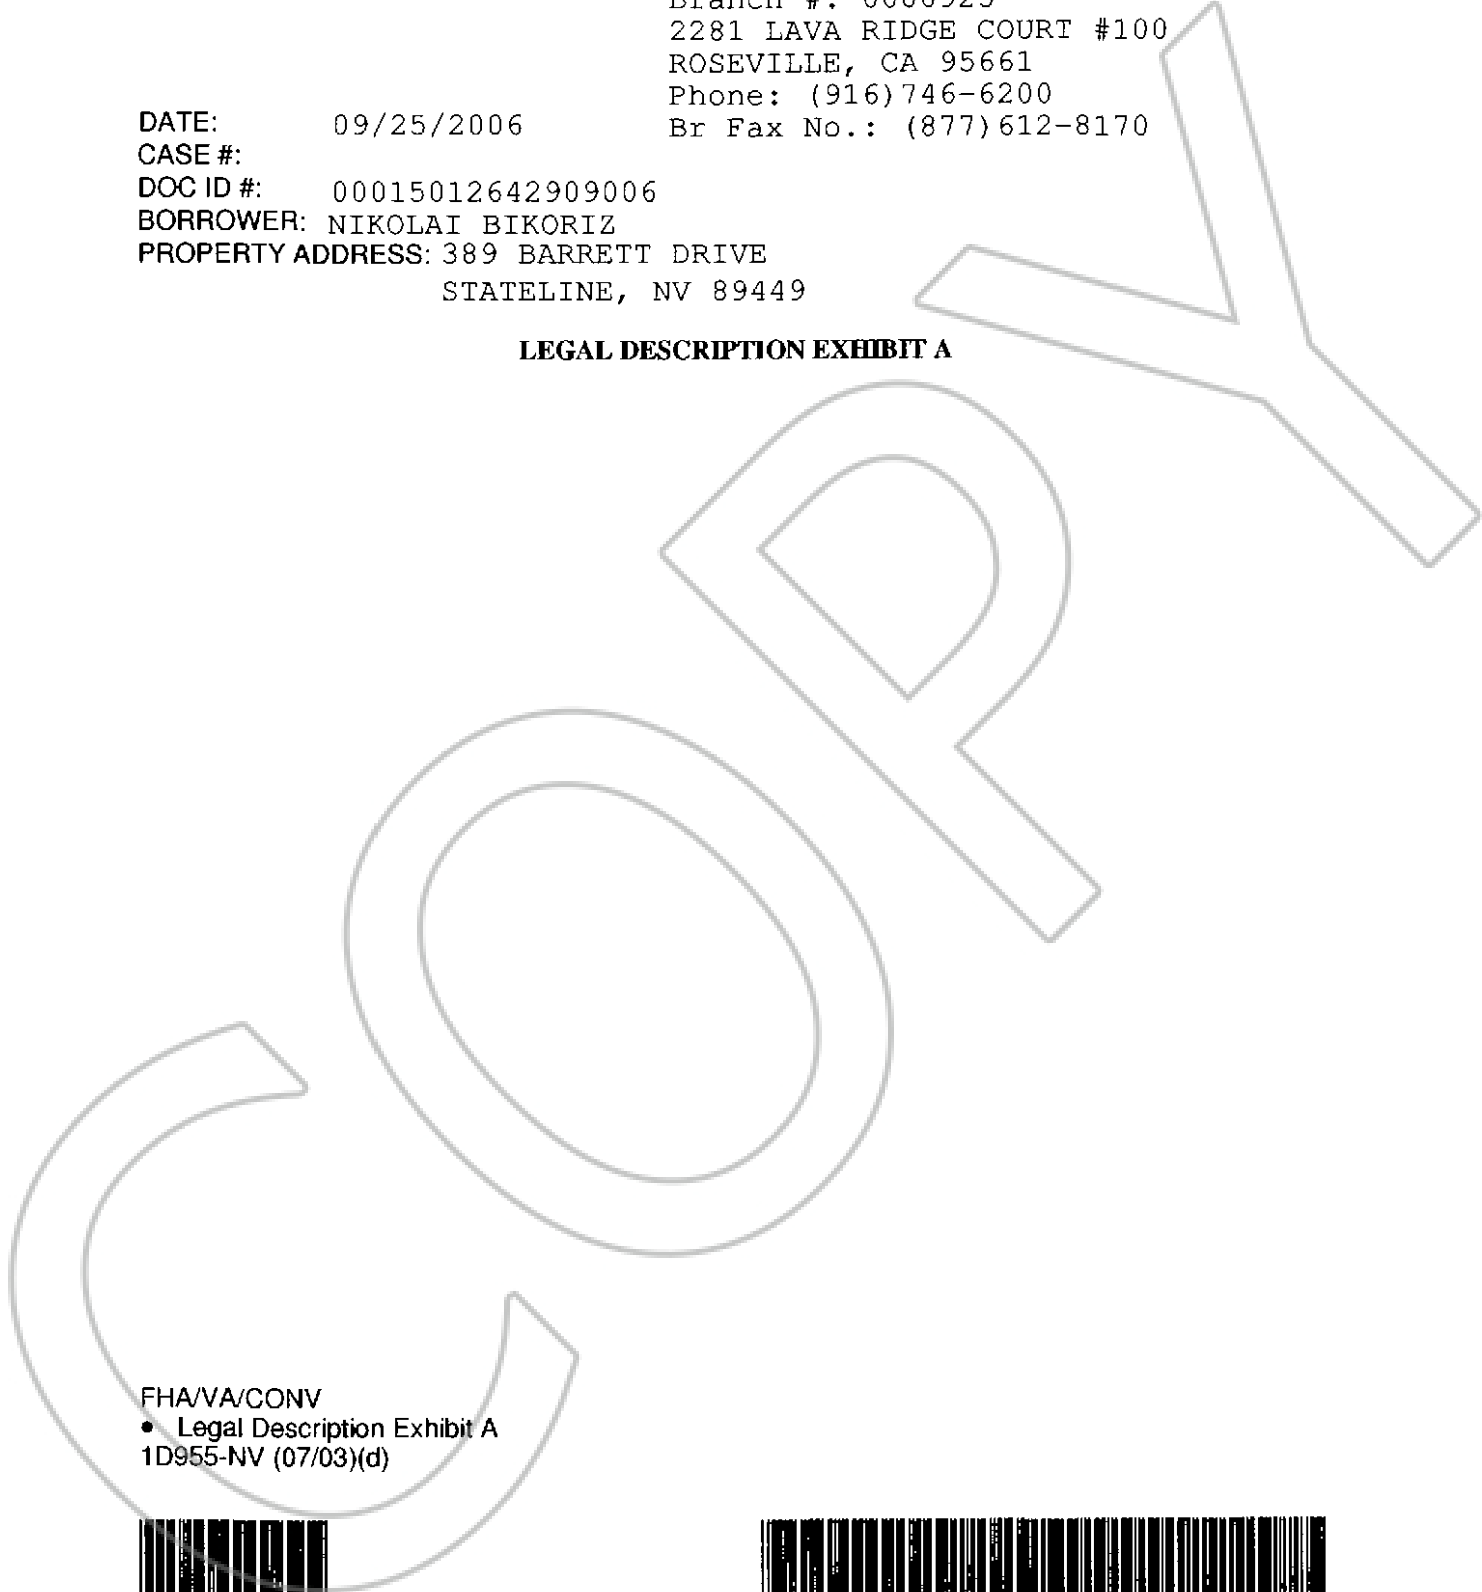 2281 LAVA RIDGE COURT #100
ROSEVILLE, CA 95661
Phone: (916)746-6200
DATE: 09/25/2006
Br Fax No.: (877)612-8170
CASE #:
DOC ID #: 00015012642909006
BORROWER: NIKOLAI BIKORIZ
PROPERTY ADDRESS: 389 BARRETT DRIVE
STATELINE, NV 89449
LEGAL DESCRIPTION EXHIBIT A
COPY
FHA/VA/CONV
• Legal Description Exhibit A
1D955-NV (07/03)(d)